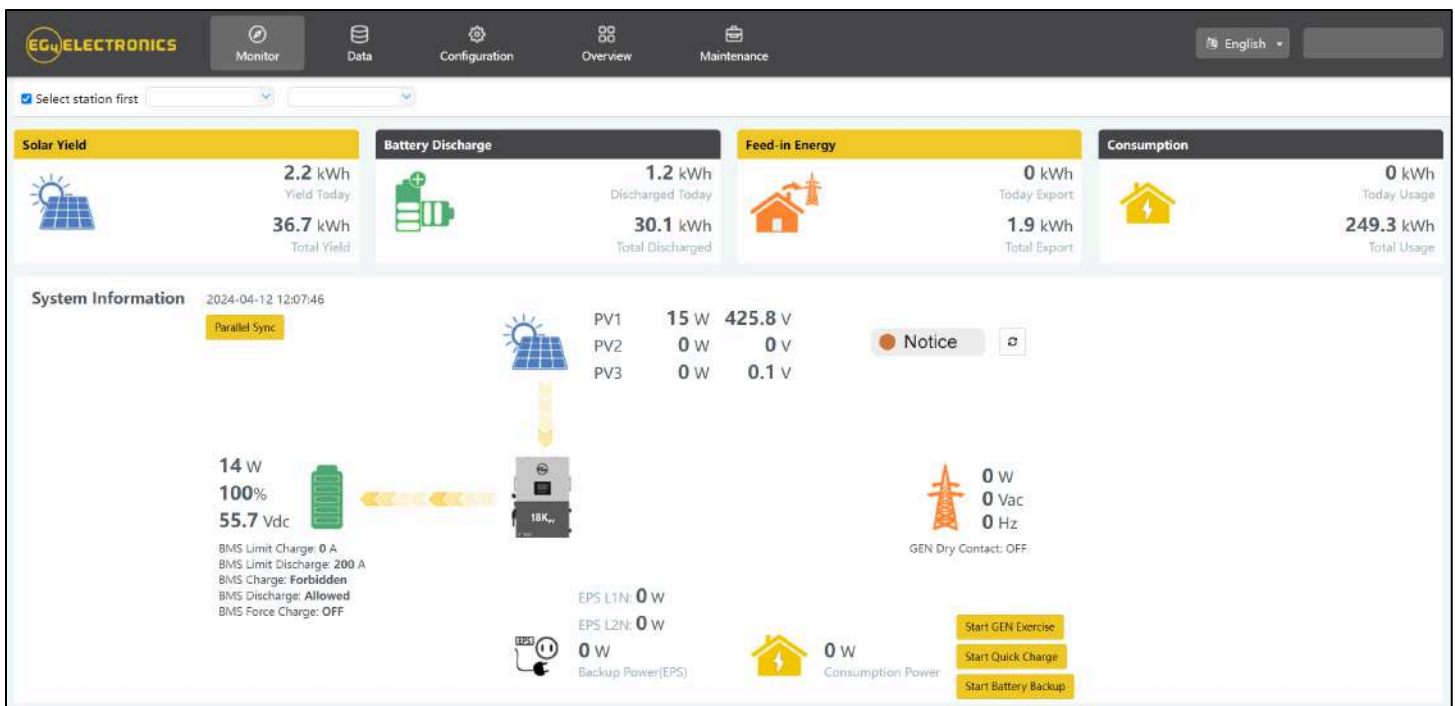 EG4 ELECTRONICS
Monitor
Data
Configuration
Overview
Maintenance
English
Select station first
Solar Yield
2.2 kWh
Yield Today
36.7 kWh
Total Yield
Battery Discharge
1.2 kWh
Discharged Today
30.1 kWh
Total Discharged
Feed-in Energy
0 kWh
Today Export
1.9 kWh
Total Export
Consumption
0 kWh
Today Usage
249.3 kWh
Total Usage
System Information 2024-04-12 12:07:46
Parallel Sync
PV1 15 W 425.8 V
PV2 0 W 0 V
PV3 0 W 0.1 V
Notice
14 W
100%
55.7 Vdc
BMS Limit Charge: 0 A
BMS Limit Discharge: 200 A
BMS Charge: Forbidden
BMS Discharge: Allowed
BMS Force Charge: OFF
18KPV
0 W
0 Vac
0 Hz
GEN Dry Contact: OFF
EPS L1N: 0 W
EPS L2N: 0 W
EPS
0 W
Backup Power(EPS)
0 W
Consumption Power
Start GEN Exercise
Start Quick Charge
Start Battery Backup